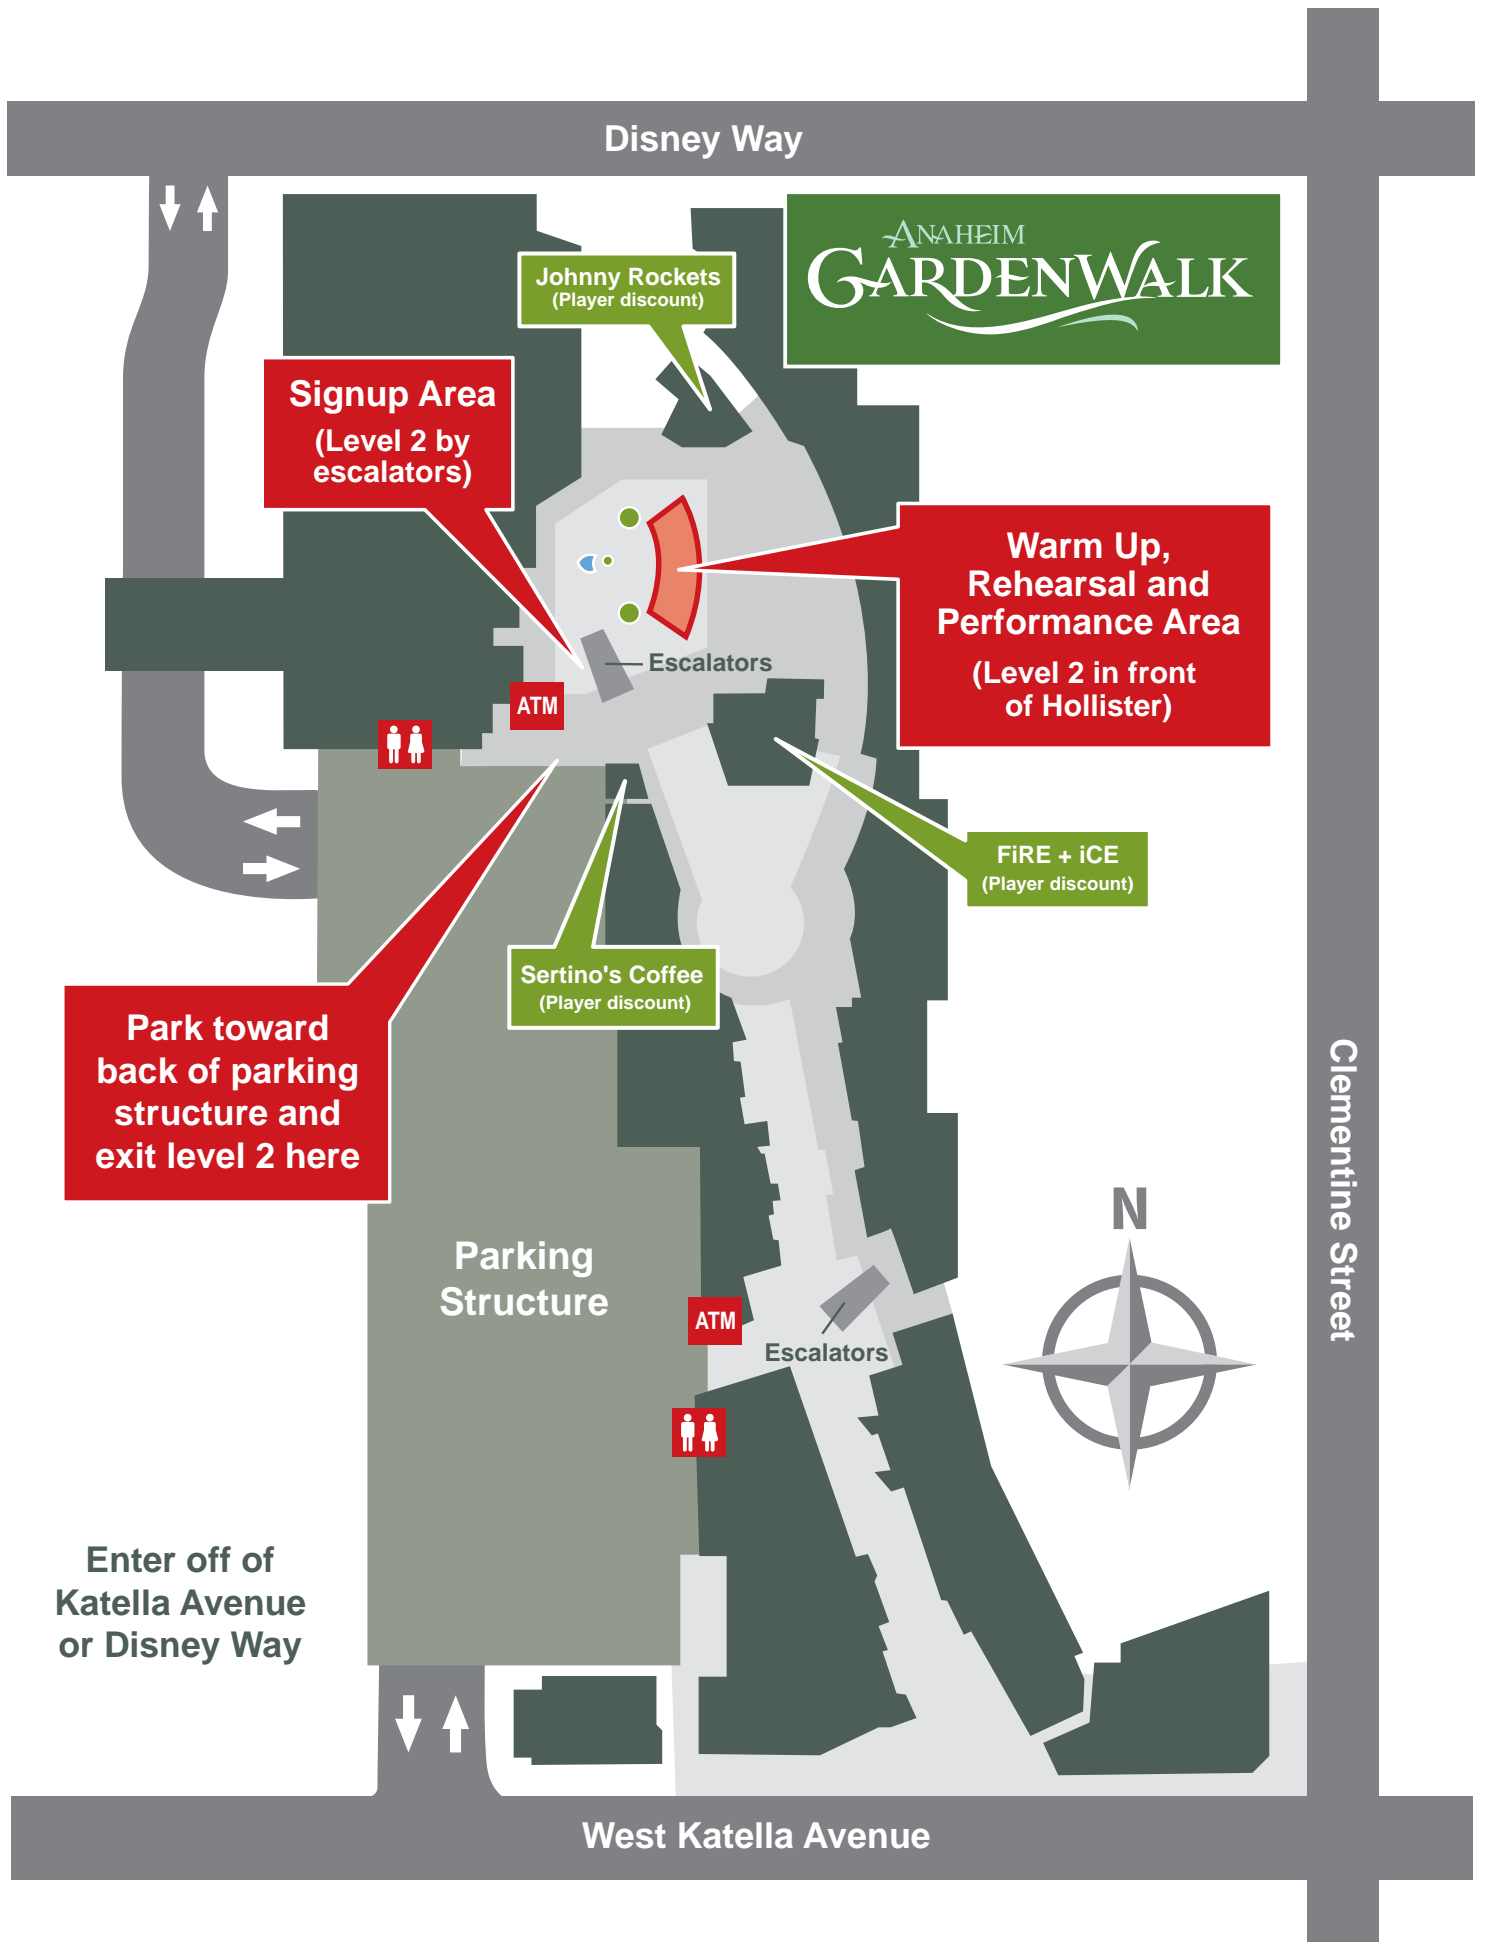 Disney Way
ANAHEIM
GARDENWALK
Johnny Rockets
(Player discount)
Signup Area
(Level 2 by
escalators)
Warm Up,
Rehearsal and
Performance Area
(Level 2 in front
of Hollister)
Escalators
ATM
FiRE + iCE
(Player discount)
Sertino's Coffee
(Player discount)
Park toward
back of parking
structure and
exit level 2 here
Clementine Street
N
Parking
Structure
ATM
Escalators
Enter off of
Katella Avenue
or Disney Way
West Katella Avenue